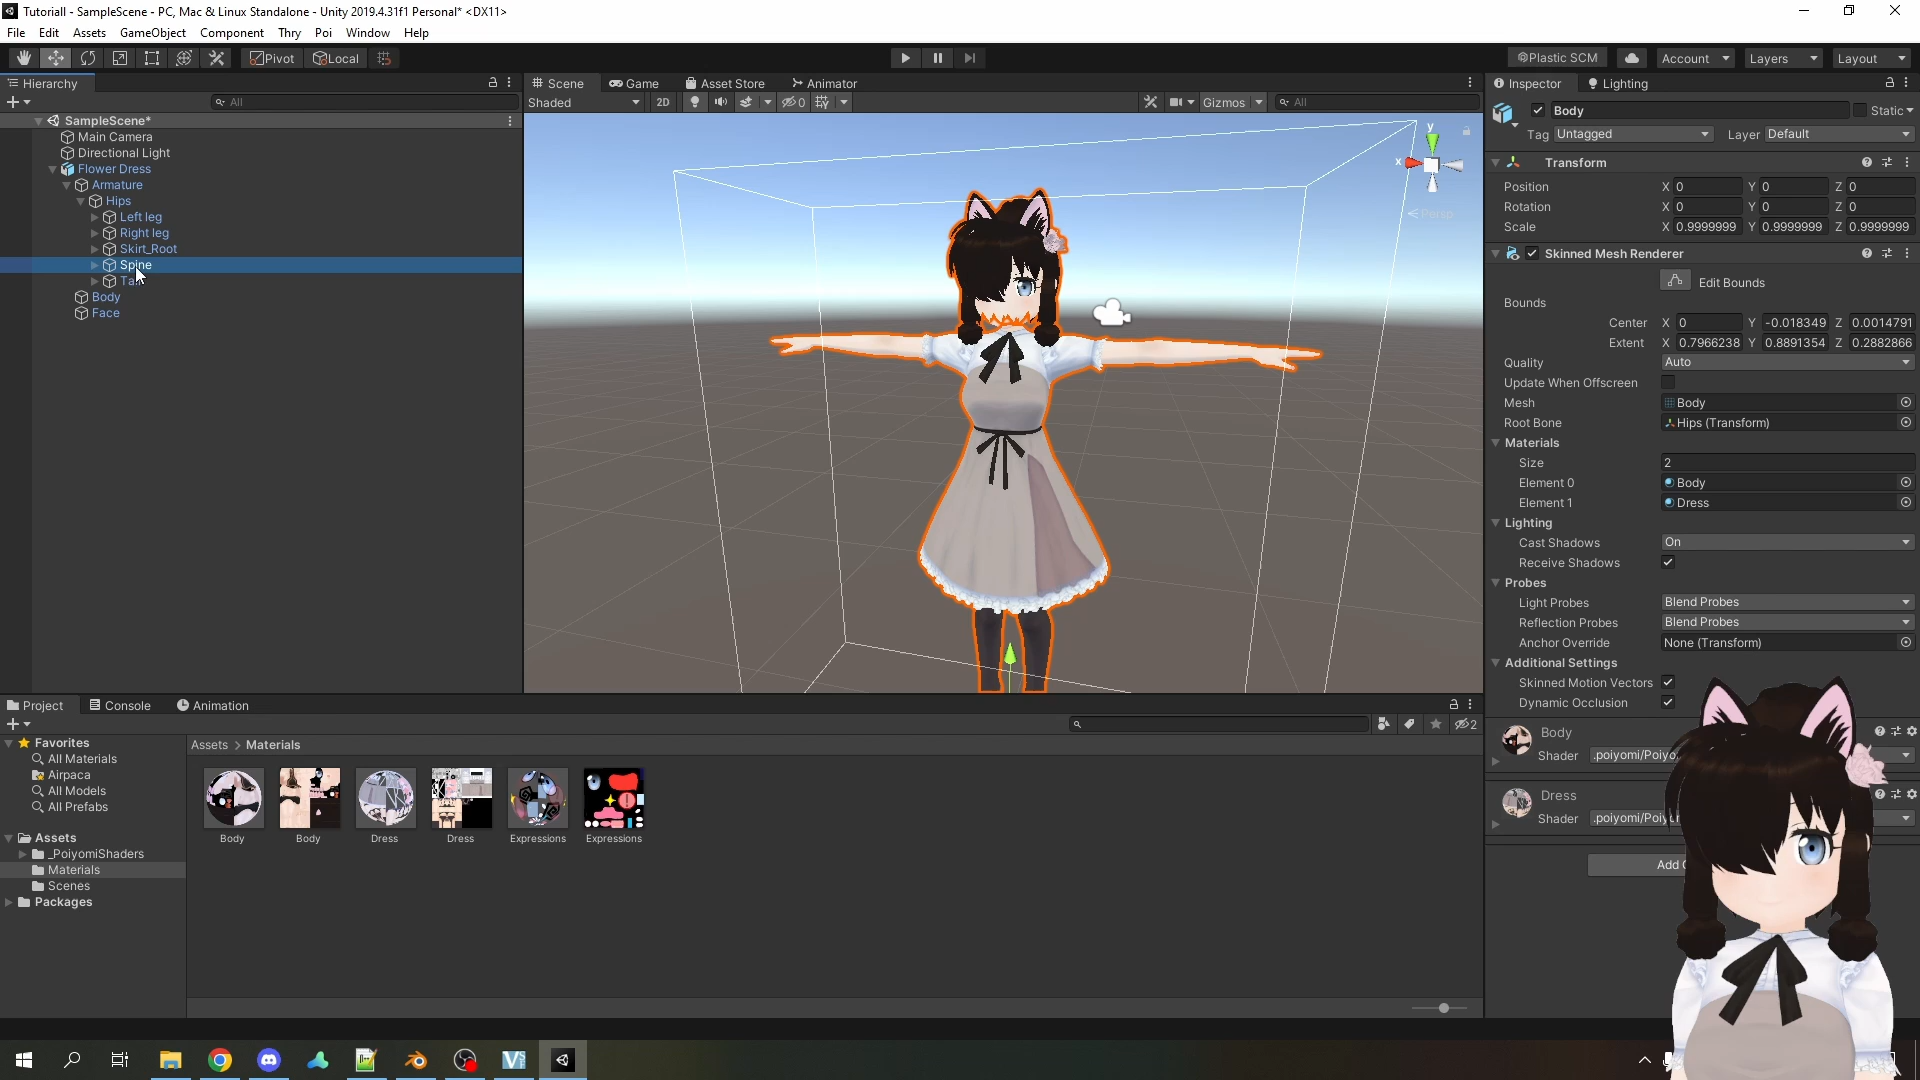 Tutoriall - SampleScene - PC, Mac & Linux Standalone - Unity 2019.4.31f1 Personal* <DX11>
File Edit Assets GameObject Component Thry Poi Window Help
Pivot Local Plastic SCM Account Layers Layout
Hierarchy
All
SampleScene*
Main Camera
Directional Light
Flower Dress
Armature
Hips
Left leg
Right leg
Skirt_Root
Spine
Body
Face
Scene Game Asset Store Animator
Shaded 2D 0 Gizmos All
y
x
Persp
Inspector Lighting
Body Static
Tag Untagged Layer Default
Transform
Position X 0 Y 0 Z 0
Rotation X 0 Y 0 Z 0
Scale X 0.9999999 Y 0.9999999 Z 0.9999999
Skinned Mesh Renderer
Edit Bounds
Bounds
Center X 0 Y -0.018349 Z 0.0014791
Extent X 0.7966238 Y 0.8891354 Z 0.2882866
Quality Auto
Update When Offscreen
Mesh Body
Root Bone Hips (Transform)
Materials
Size 2
Element 0 Body
Element 1 Dress
Lighting
Cast Shadows On
Receive Shadows
Probes
Light Probes Blend Probes
Reflection Probes Blend Probes
Anchor Override None (Transform)
Additional Settings
Skinned Motion Vectors
Dynamic Occlusion
Body
Shader .poiyomi/Poiyo
Dress
Shader .poiyomi/Poiy
Add
Project Console Animation
2
Favorites
All Materials
Airpaca
All Models
All Prefabs
Assets
_PoiyomiShaders
Materials
Scenes
Packages
Assets > Materials
Body Body Dress Dress Expressions Expressions